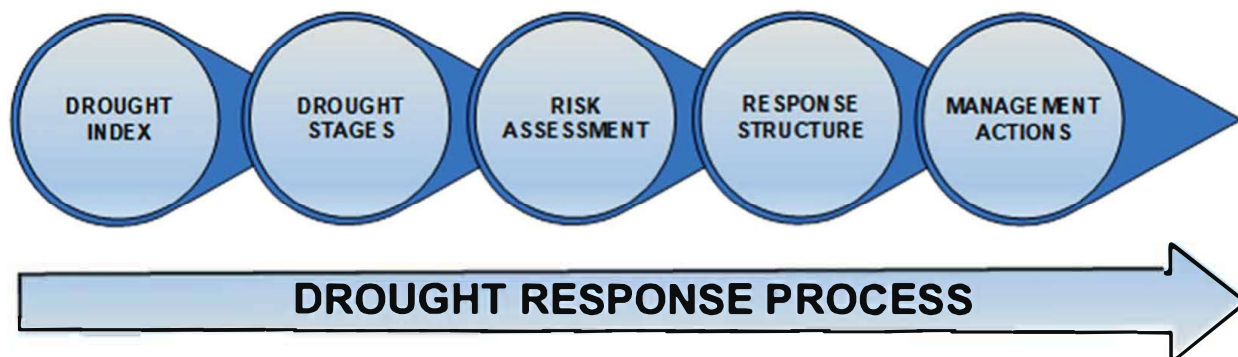 DROUGHT
INDEX
DROUGHT
STAGES
RISK
ASSESSMENT
RESPONSE
STRUCTURE
MANAGEMENT
ACTIONS
DROUGHT RESPONSE PROCESS